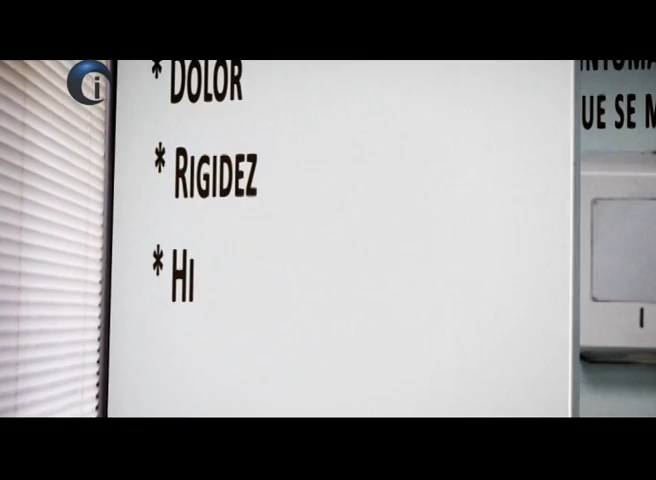 * DOLOR
* RIGIDEZ
* HI
UE SE M
i